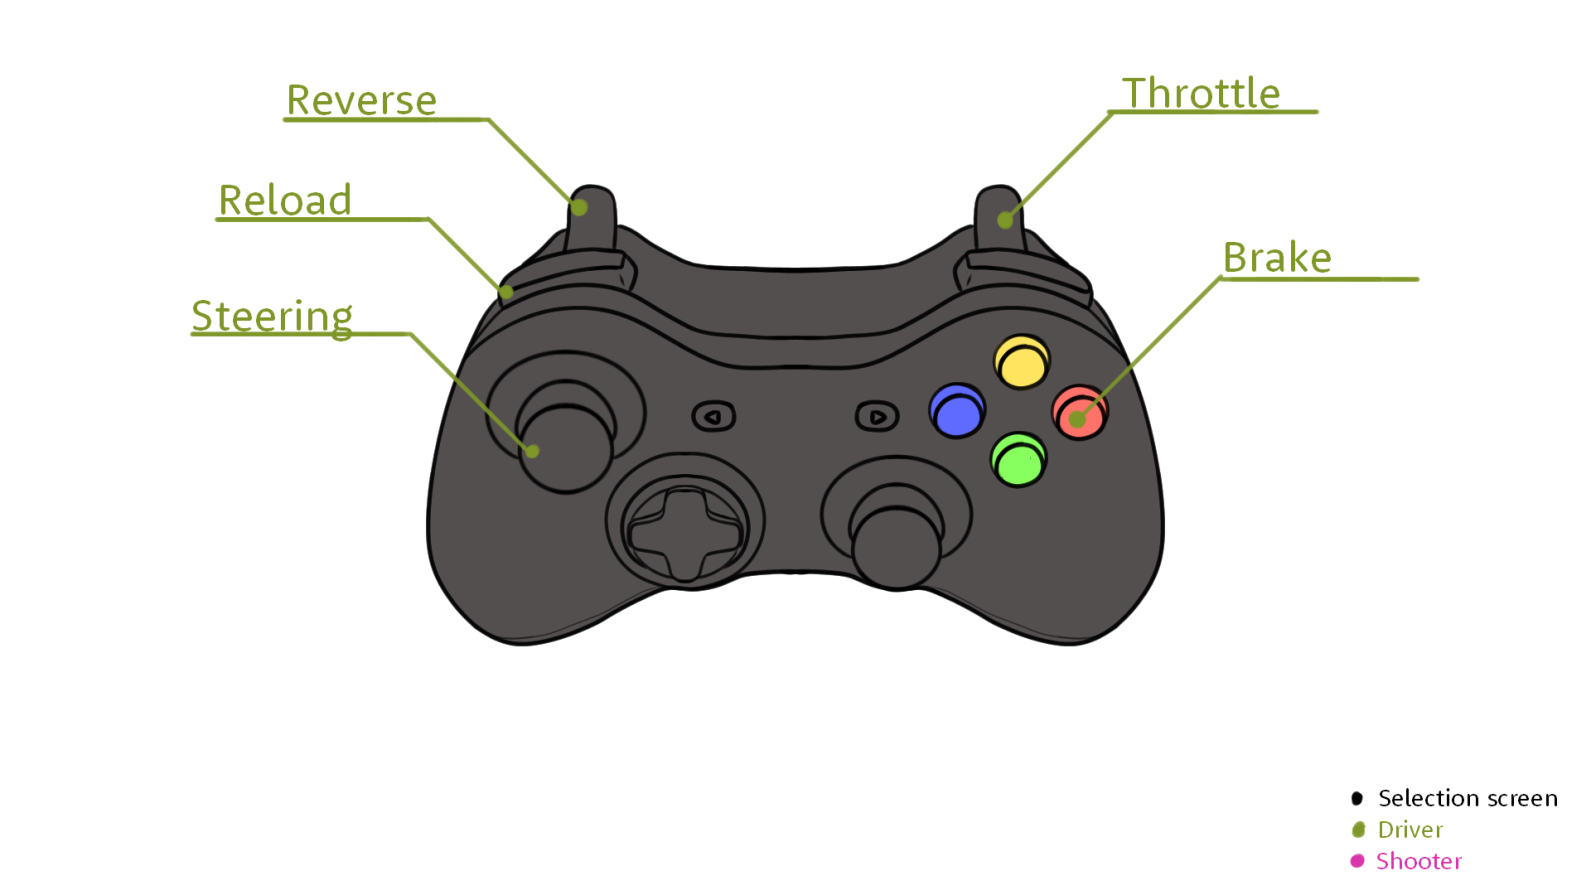 Reverse
Throttle
Reload
Brake
Steering
Selection screen
Driver
Shooter